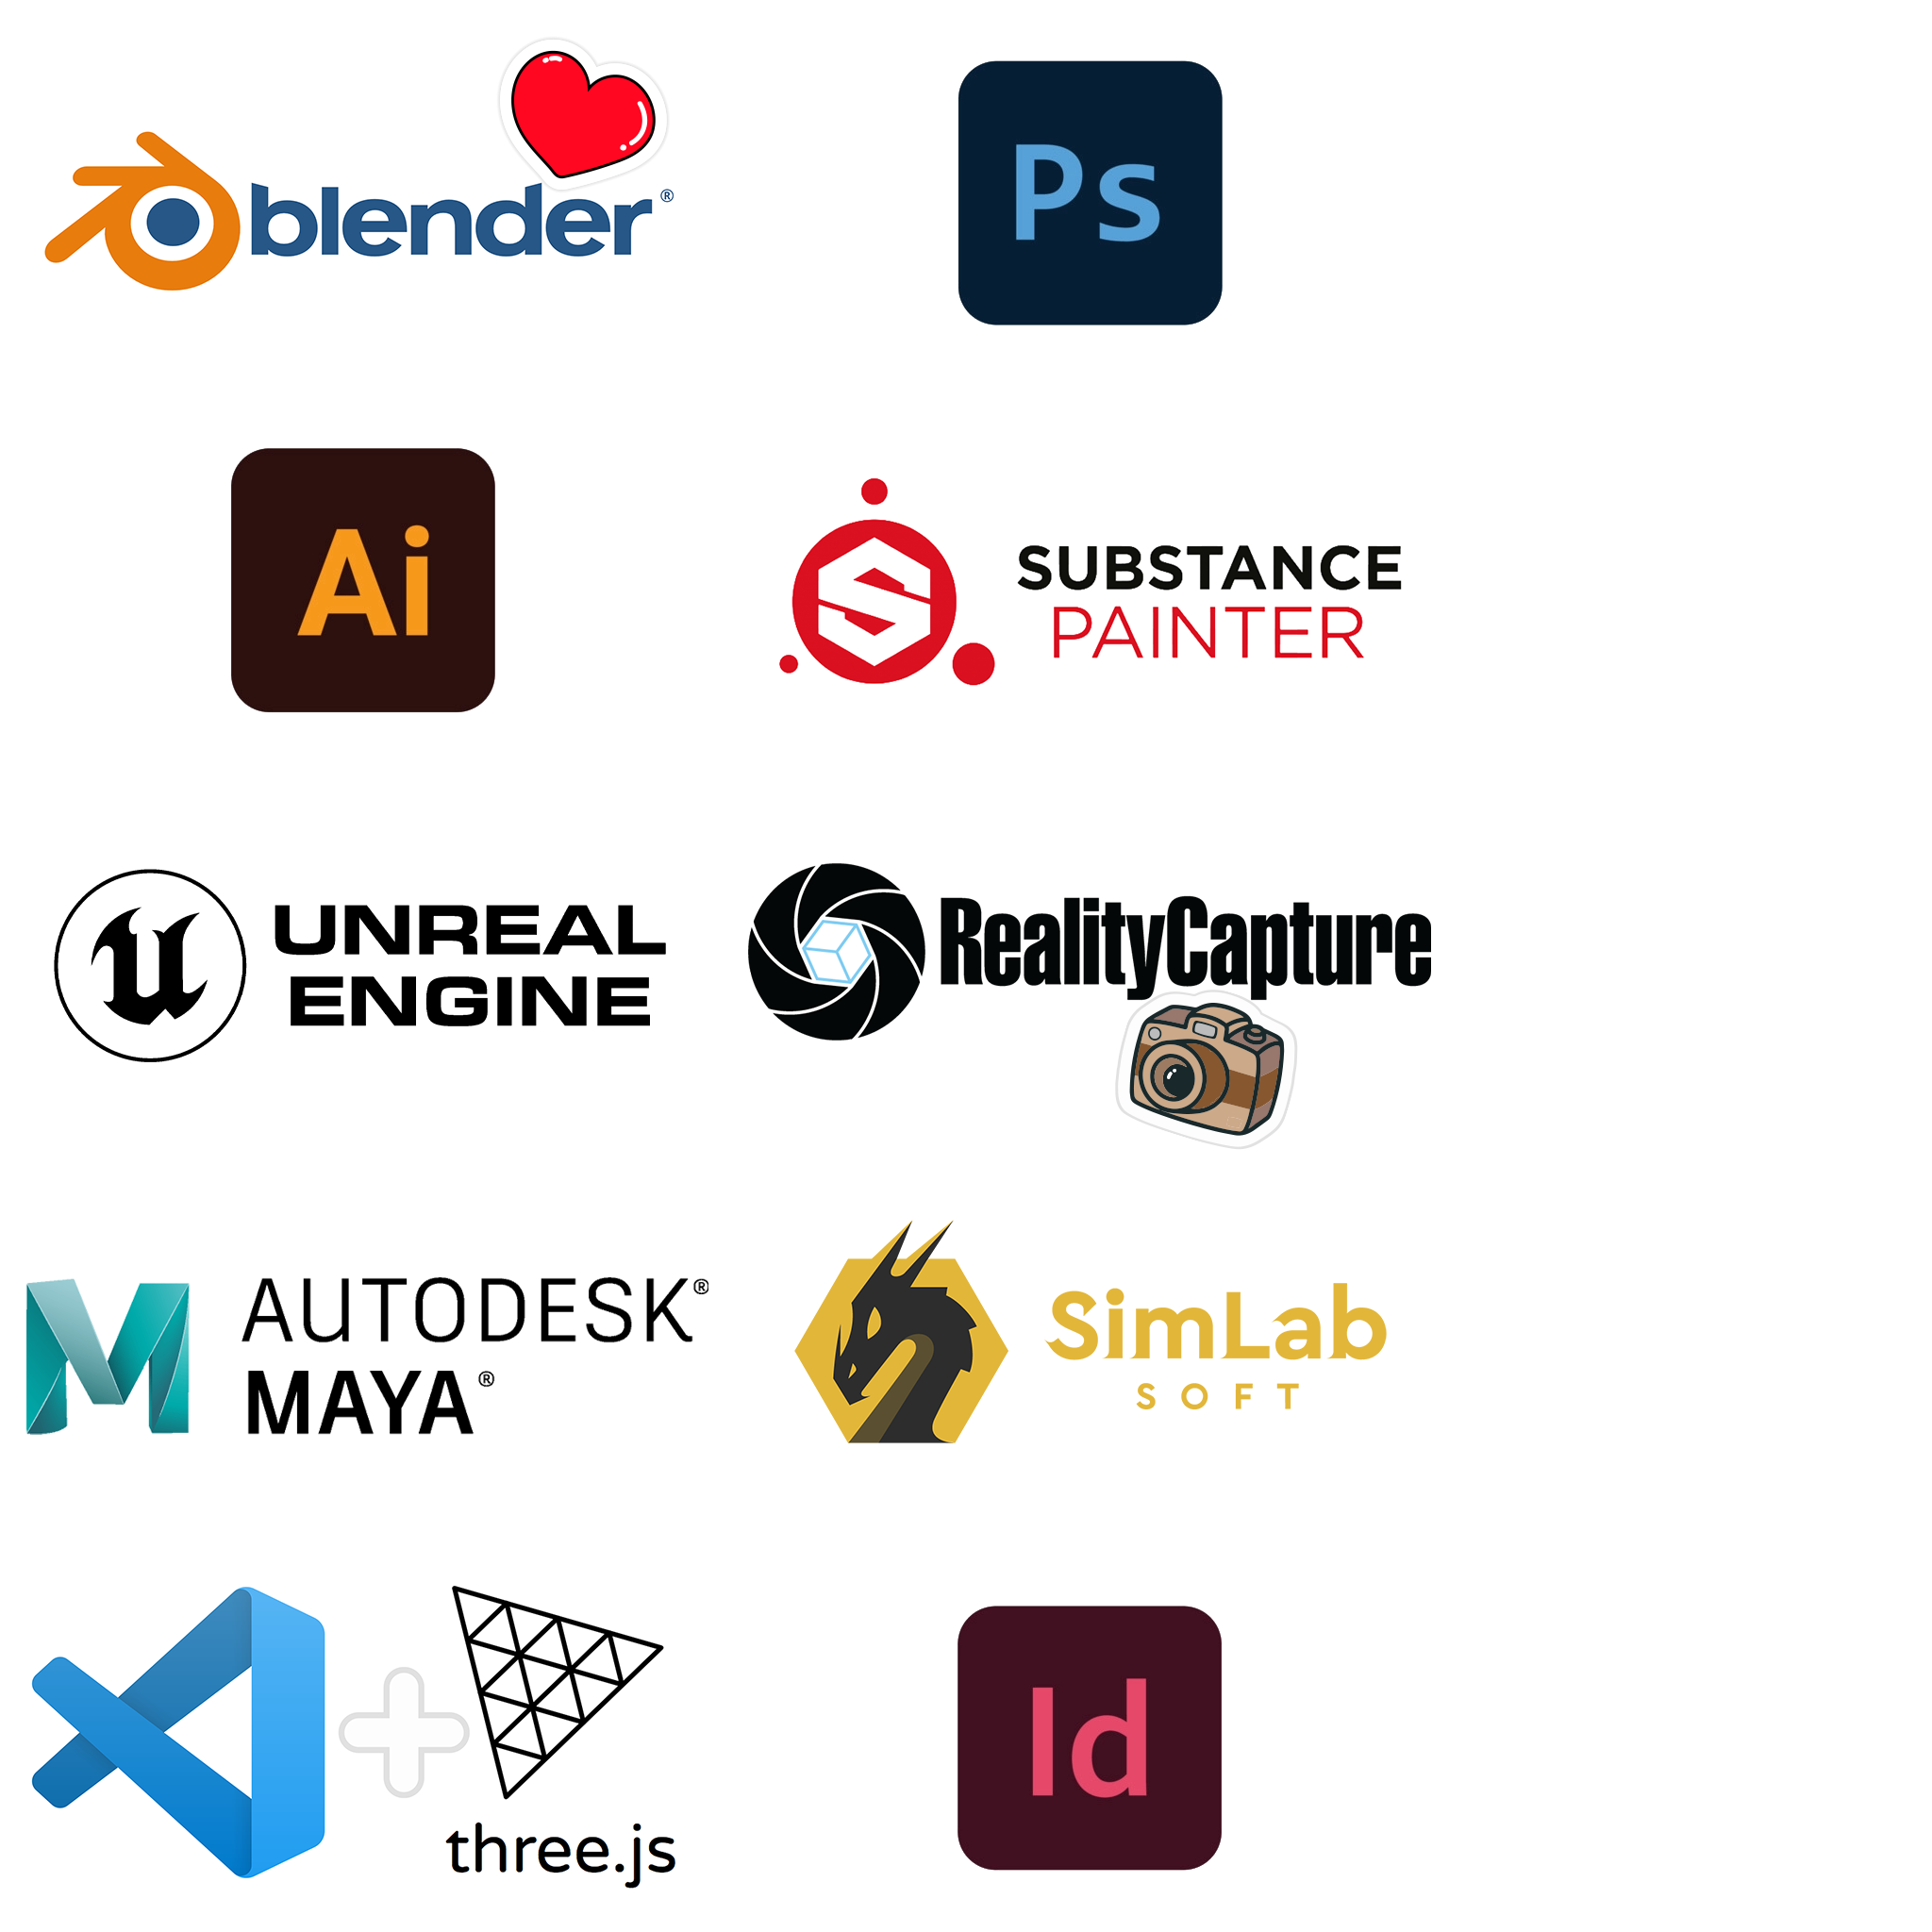 blender®
Ps
Ai
SUBSTANCE
PAINTER
UNREAL
ENGINE
RealityCapture
AUTODESK®
MAYA®
SimLab
SOFT
three.js
Id